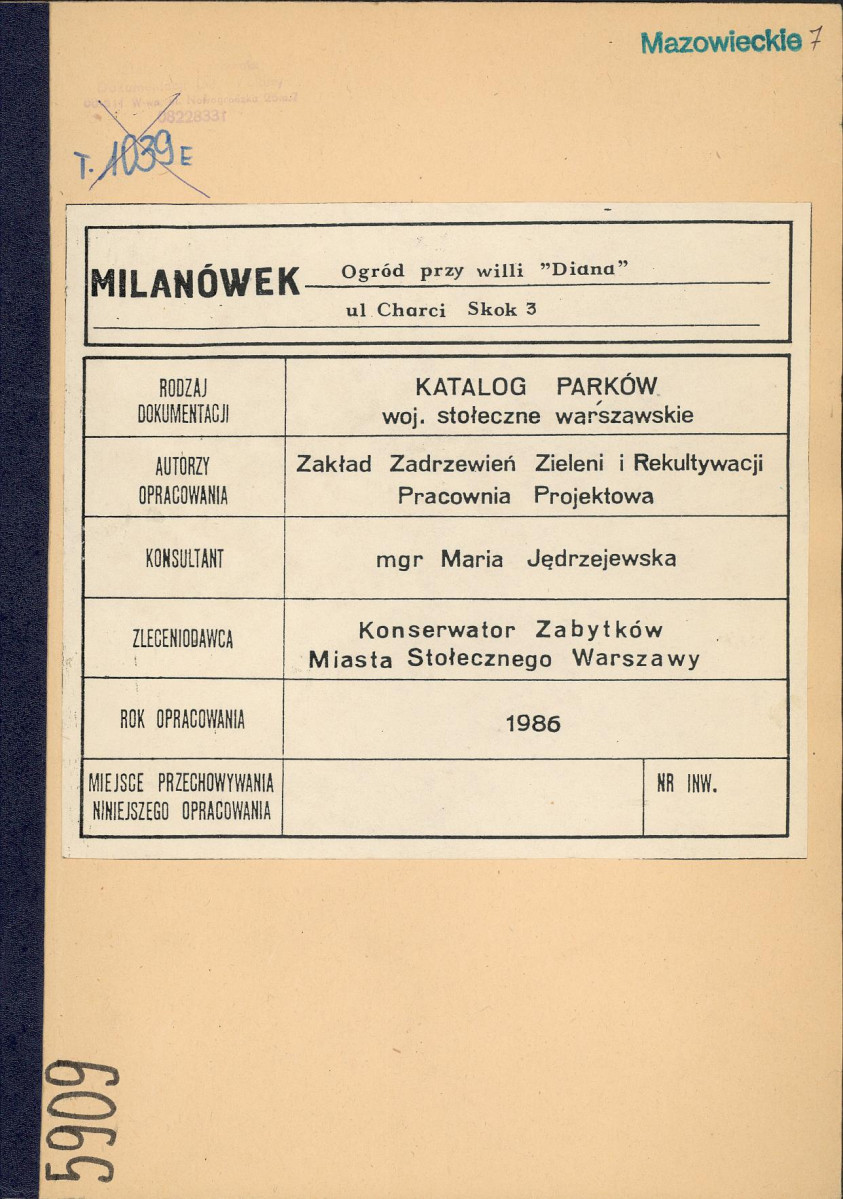 Mazowieckie 7
08228331
T. 1039 E
MILANÓWEK Ogród przy willi "Diana"
ul Charci Skok 3
RODZAJ
DOKUMENTACJI
KATALOG PARKÓW
woj. stołeczne warszawskie
AUTORZY
OPRACOWANIA
Zakład Zadrzewień Zieleni i Rekultywacji
Pracownia Projektowa
KONSULTANT
mgr Maria Jędrzejewska
ZLECENIODAWCA
Konserwator Zabytków
Miasta Stołecznego Warszawy
ROK OPRACOWANIA
1986
MIEJSCE PRZECHOWYWANIA
NINIEJSZEGO OPRACOWANIA
NR INW.
5909